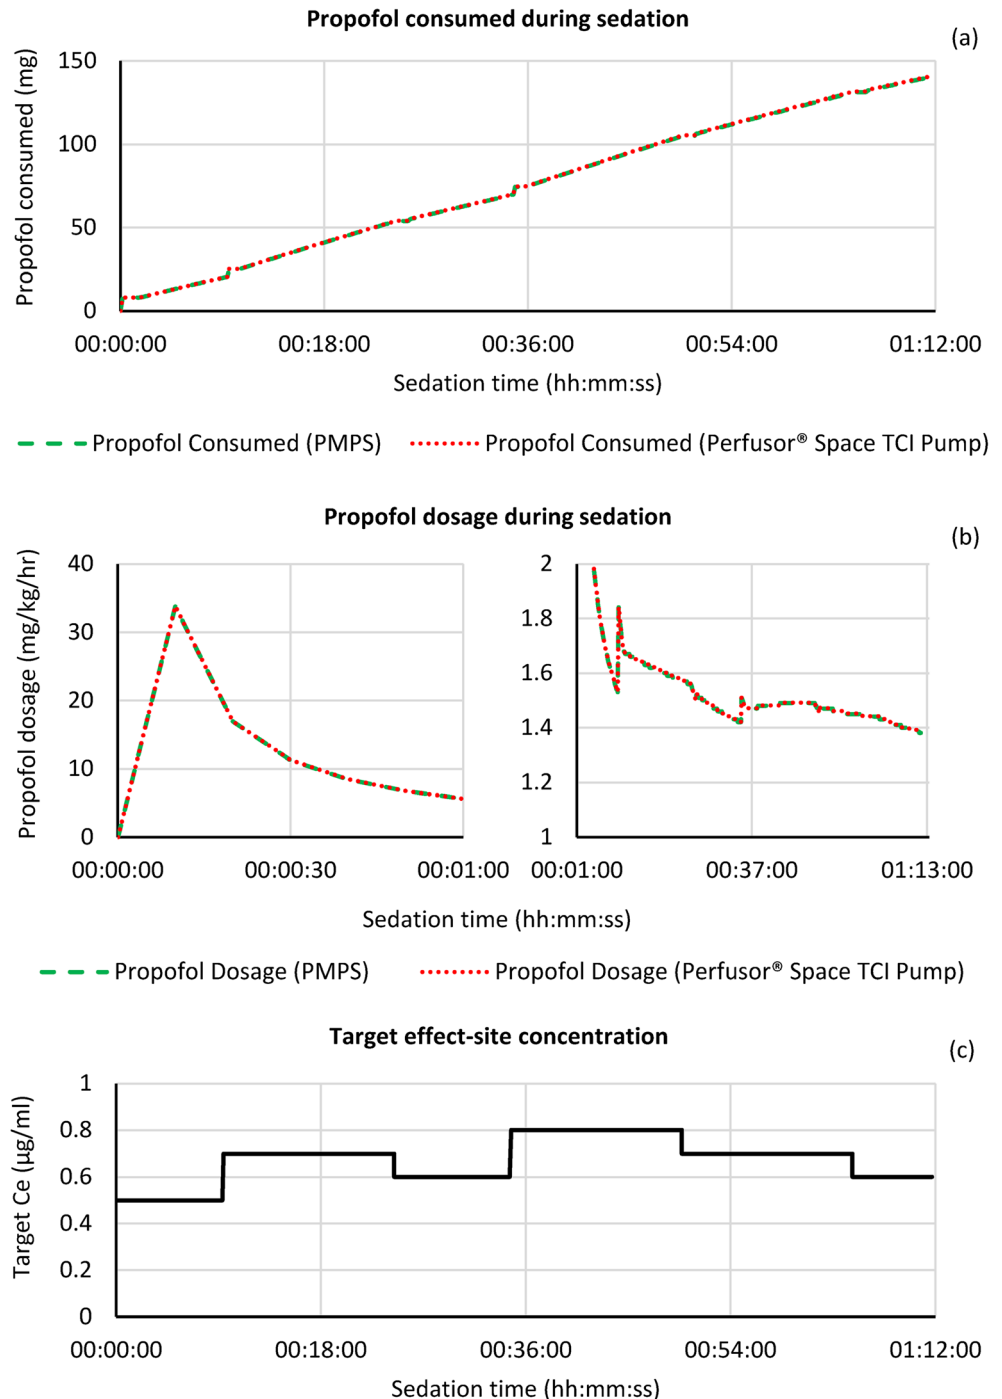 Propofol consumed during sedation
(a)
Propofol consumed (mg)
150
100
50
0
00:00:00 00:18:00 00:36:00 00:54:00 01:12:00
Sedation time (hh:mm:ss)
Propofol Consumed (PMPS) Propofol Consumed (Perfusor® Space TCI Pump)
Propofol dosage during sedation
(b)
Propofol dosage (mg/kg/hr)
40
30
20
10
0
00:00:00 00:00:30 00:01:00
2
1.8
1.6
1.4
1.2
1
00:01:00 00:37:00 01:13:00
Sedation time (hh:mm:ss)
Propofol Dosage (PMPS) Propofol Dosage (Perfusor® Space TCI Pump)
Target effect-site concentration
(c)
Target Ce (µg/ml)
1
0.8
0.6
0.4
0.2
0
00:00:00 00:18:00 00:36:00 00:54:00 01:12:00
Sedation time (hh:mm:ss)